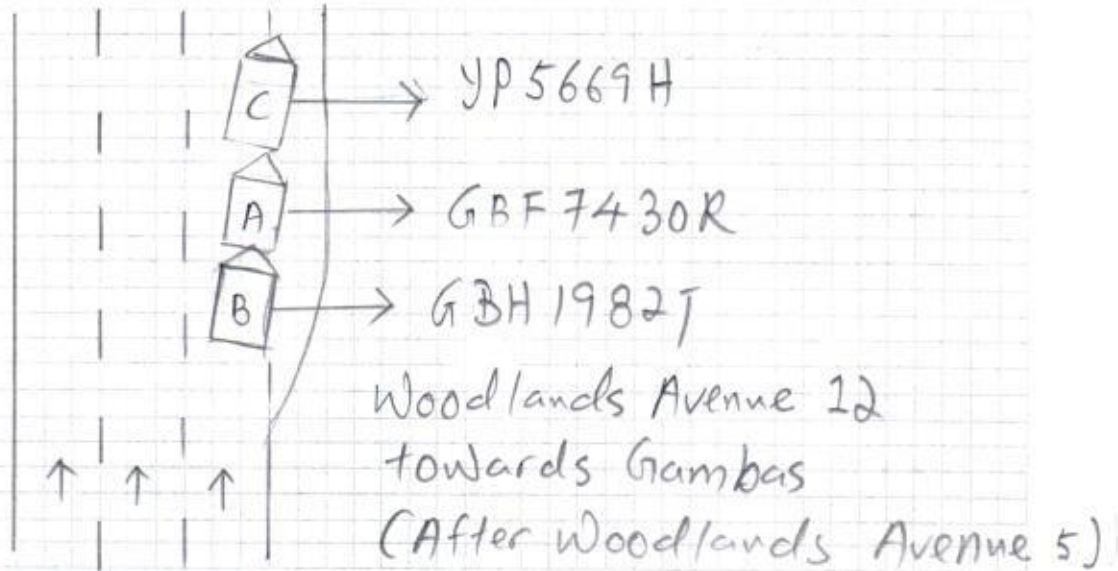 C YP5669H
A GBF7430R
B GBH1982T
Woodlands Avenue 12
towards Gambas
(After Woodlands Avenue 5)